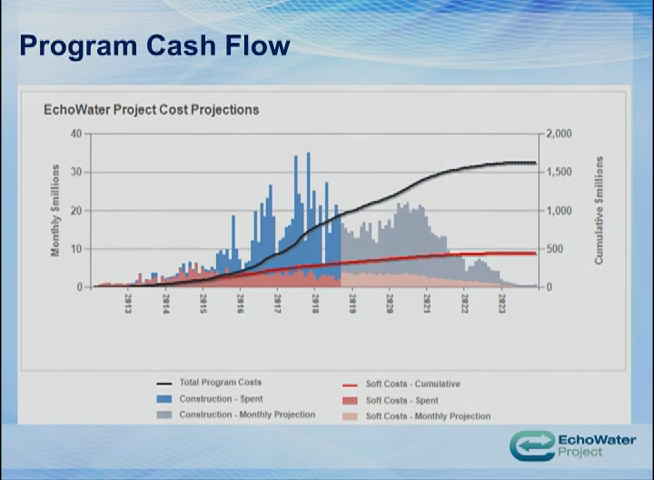 Program Cash Flow
EchoWater Project Cost Projections
40
30
20
10
0
Monthly $millions
2,000
1,500
1,000
500
0
Cumulative $millions
2013
2014
2015
2016
2017
2018
2019
2020
2021
2022
2023
Total Program Costs
Soft Costs - Cumulative
Construction - Spent
Soft Costs - Spent
Construction - Monthly Projection
Soft Costs - Monthly Projection
EchoWater
Project